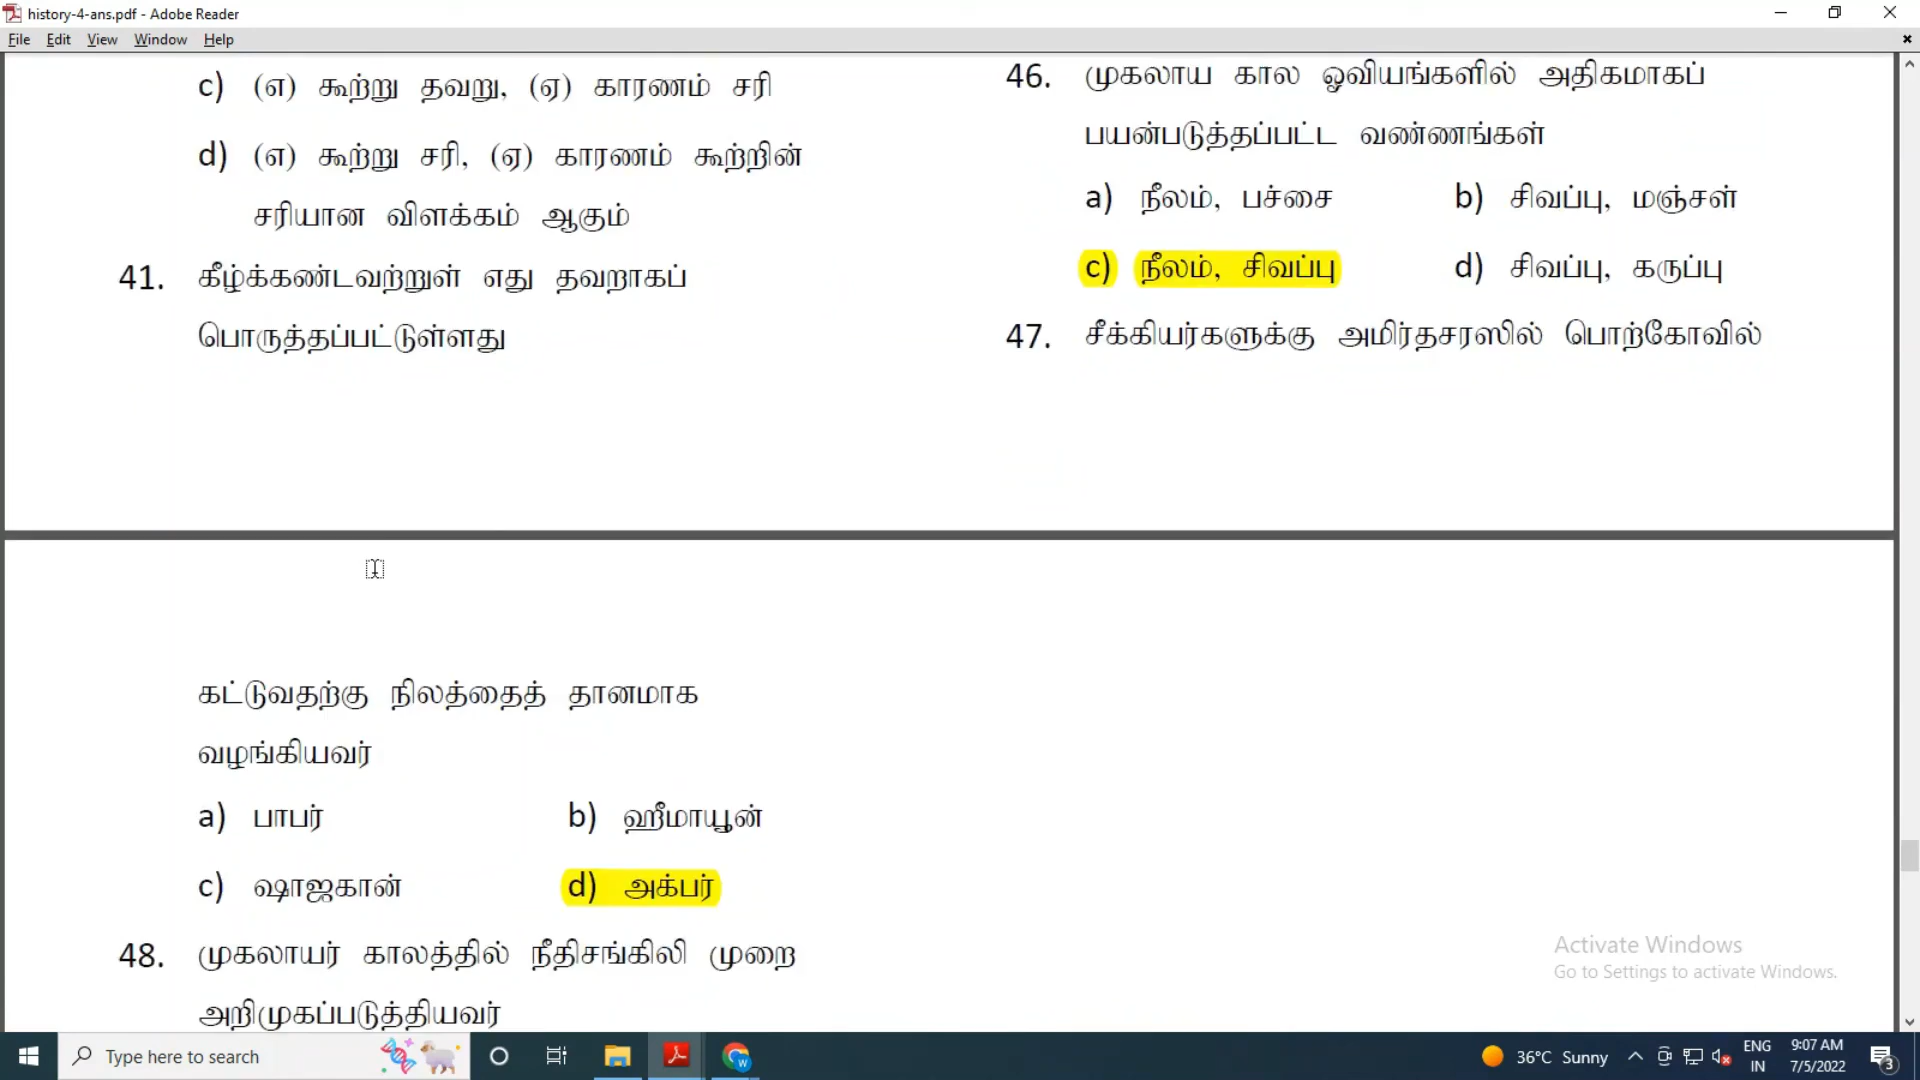 history-4-ans.pdf - Adobe Reader
File Edit View Window Help
c) (எ) கூற்று தவறு, (ஏ) காரணம் சரி
d) (எ) கூற்று சரி, (ஏ) காரணம் கூற்றின்
சரியான விளக்கம் ஆகும்
41. கீழ்க்கண்டவற்றுள் எது தவறாகப்
பொருத்தப்பட்டுள்ளது
46. முகலாய கால ஓவியங்களில் அதிகமாகப்
பயன்படுத்தப்பட்ட வண்ணங்கள்
a) நீலம், பச்சை b) சிவப்பு, மஞ்சள்
c) நீலம், சிவப்பு d) சிவப்பு, கருப்பு
47. சீக்கியர்களுக்கு அமிர்தசரஸில் பொற்கோவில்
கட்டுவதற்கு நிலத்தைத் தானமாக
வழங்கியவர்
a) பாபர் b) ஹீமாயூன்
c) ஷாஜகான் d) அக்பர்
48. முகலாயர் காலத்தில் நீதிசங்கிலி முறை
அறிமுகப்படுத்தியவர்
Activate Windows
Go to Settings to activate Windows.
Type here to search
36°C Sunny
ENG
IN
9:07 AM
7/5/2022
3